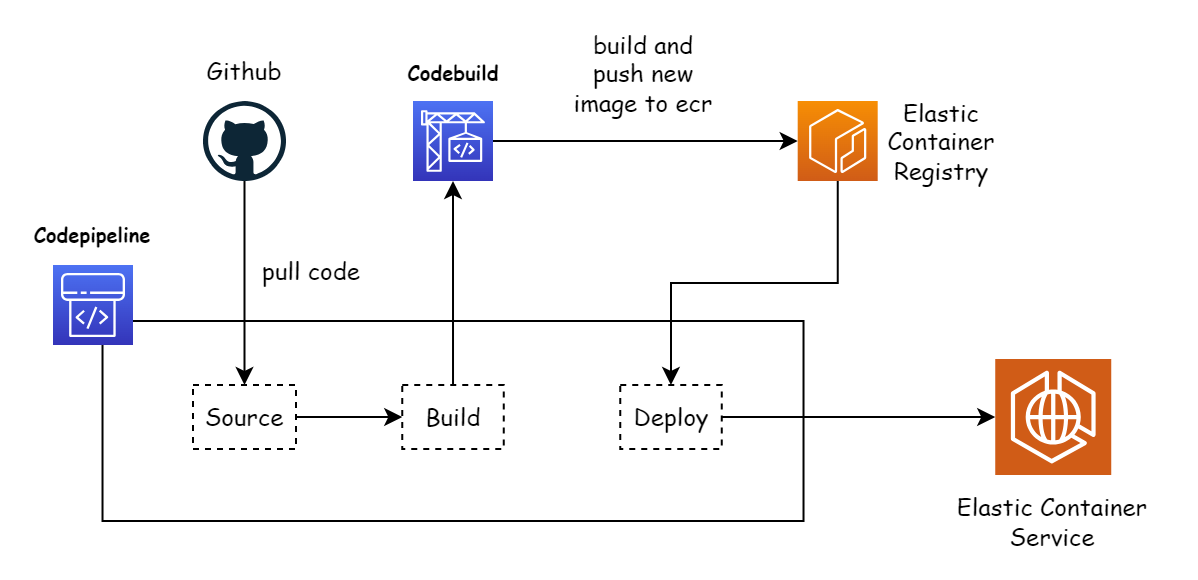 build and
push new
image to ecr
Github
Codebuild
Elastic
Container
Registry
Codepipeline
pull code
Source
Build
Deploy
Elastic Container
Service